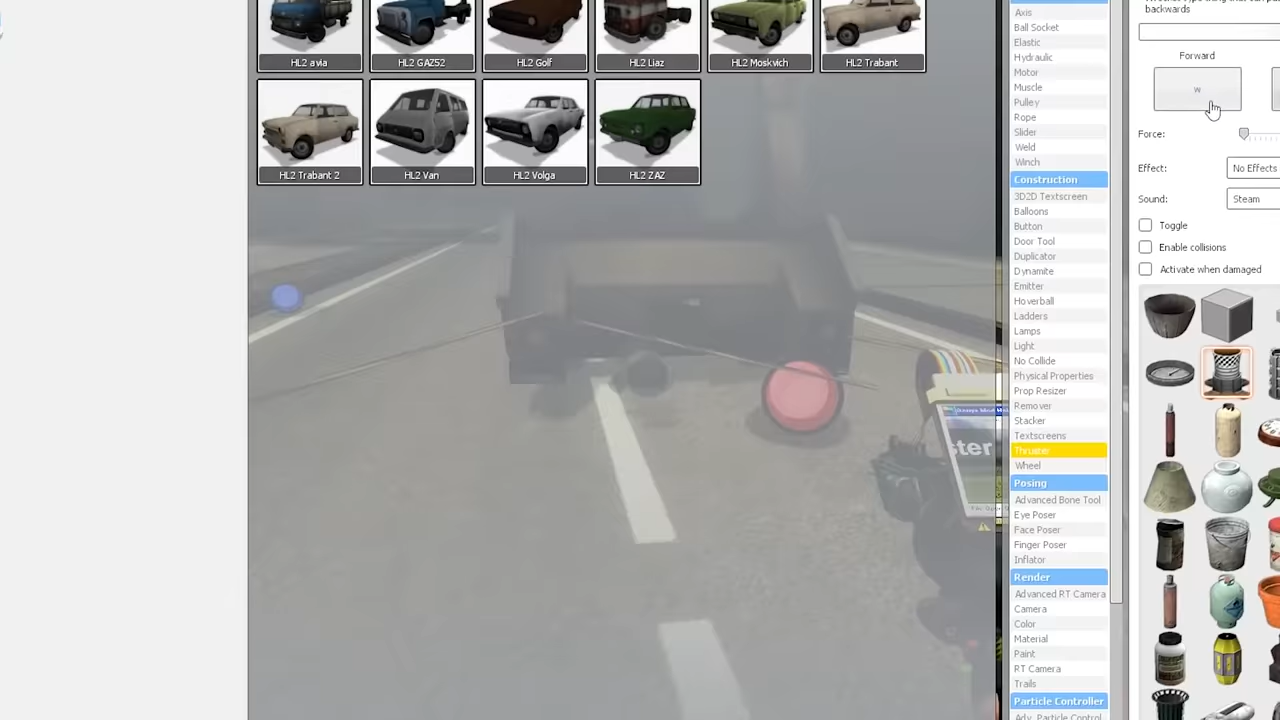 backwards
HL2 avia
HL2 GAZ52
HL2 Golf
HL2 Liaz
HL2 Moskvich
HL2 Trabant
HL2 Trabant 2
HL2 Van
HL2 Volga
HL2 ZAZ
ster
Axis
Ball Socket
Elastic
Hydraulic
Motor
Muscle
Pulley
Rope
Slider
Weld
Winch
Construction
3D2D Textscreen
Balloons
Button
Door Tool
Duplicator
Dynamite
Emitter
Hoverball
Ladders
Lamps
Light
No Collide
Physical Properties
Prop Resizer
Remover
Stacker
Textscreens
Thruster
Wheel
Posing
Advanced Bone Tool
Eye Poser
Face Poser
Finger Poser
Inflator
Render
Advanced RT Camera
Camera
Color
Material
Paint
RT Camera
Trails
Particle Controller
Adv. Particle Control
Forward
w
Force:
Effect:
No Effects
Sound:
Steam
Toggle
Enable collisions
Activate when damaged